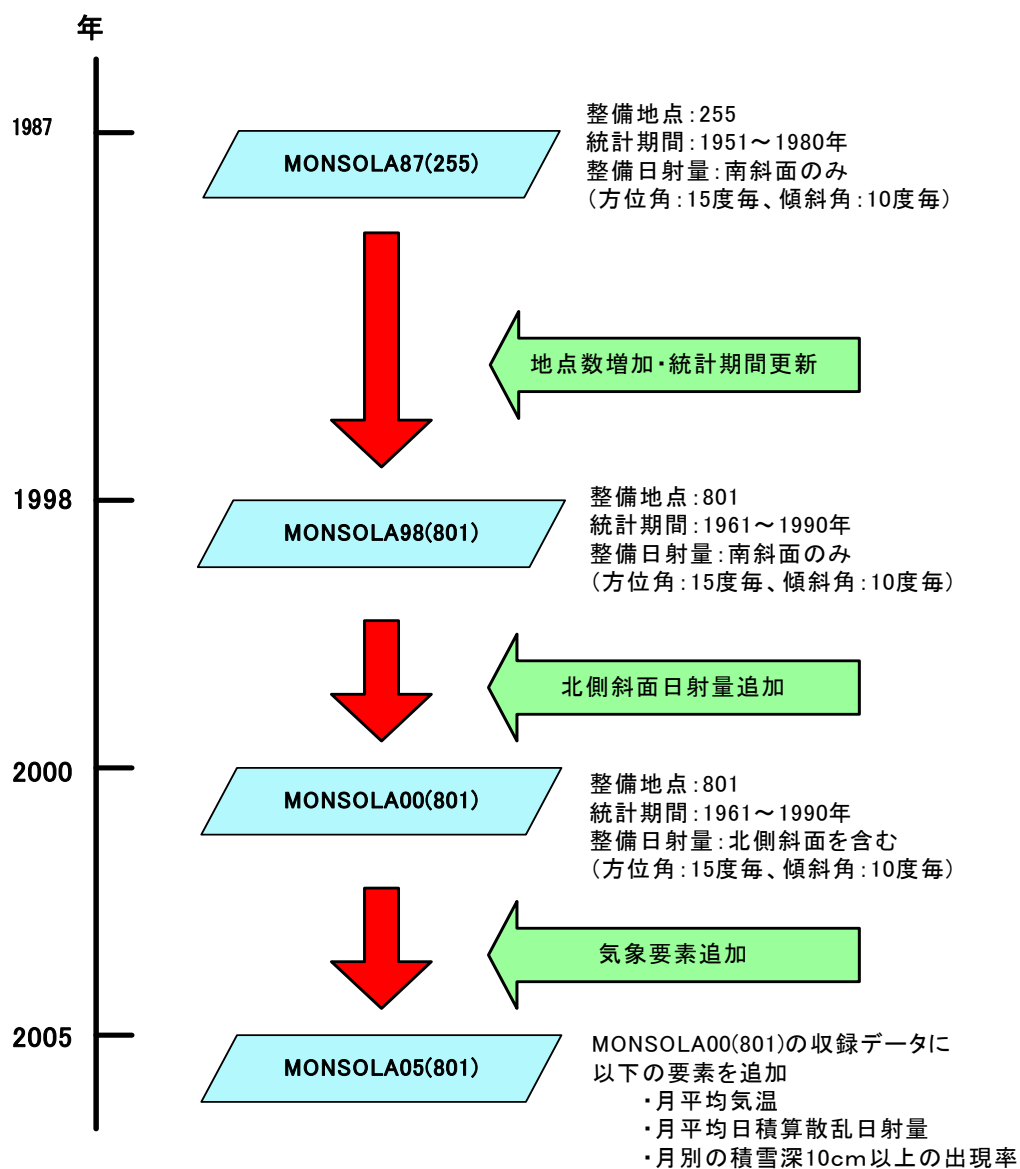 年
1987
MONSOLA87(255)
整備地点：255
統計期間：1951～1980年
整備日射量：南斜面のみ
（方位角：15度毎、傾斜角：10度毎）
地点数増加・統計期間更新
1998
MONSOLA98(801)
整備地点：801
統計期間：1961～1990年
整備日射量：南斜面のみ
（方位角：15度毎、傾斜角：10度毎）
北側斜面日射量追加
2000
MONSOLA00(801)
整備地点：801
統計期間：1961～1990年
整備日射量：北側斜面を含む
（方位角：15度毎、傾斜角：10度毎）
気象要素追加
2005
MONSOLA05(801)
MONSOLA00(801)の収録データに
以下の要素を追加
・月平均気温
・月平均日積算散乱日射量
・月別の積雪深10cm以上の出現率